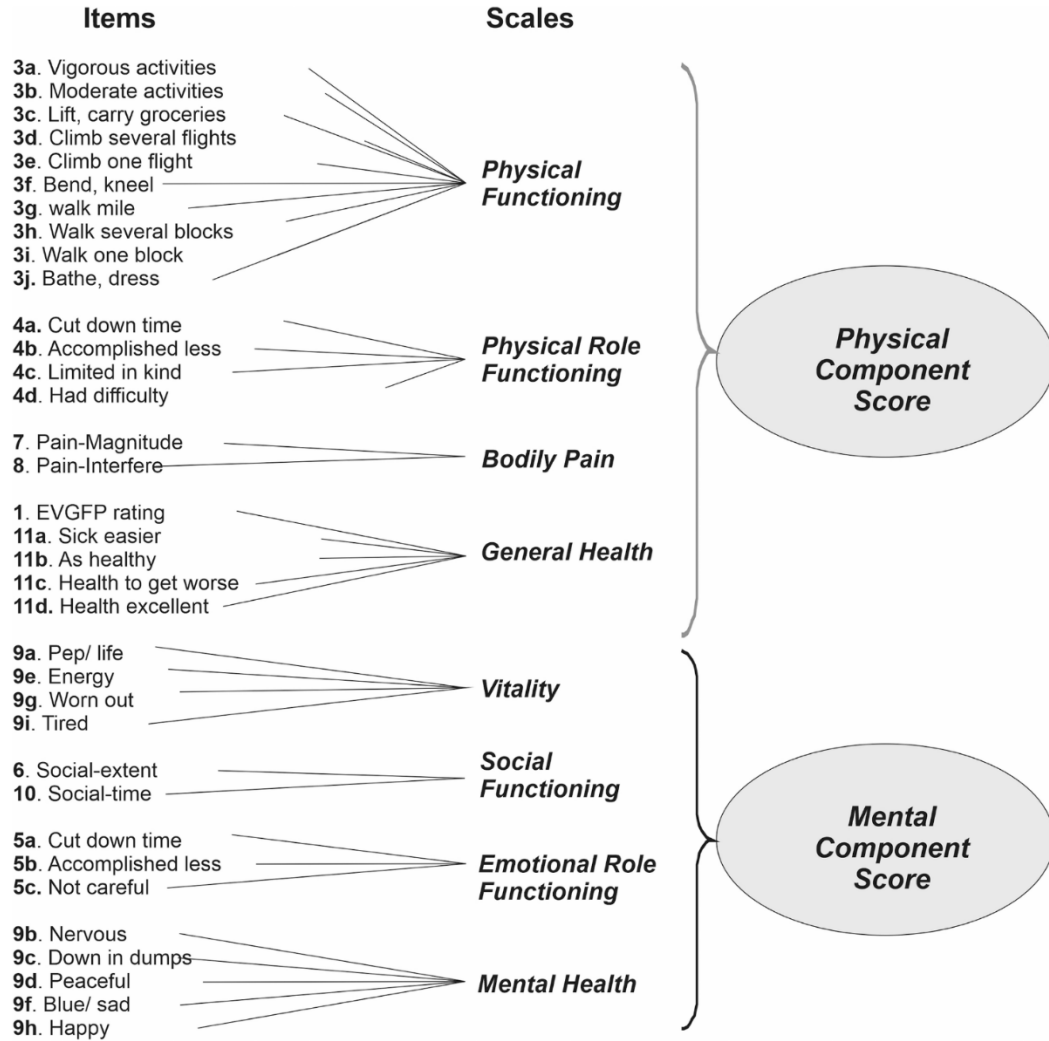 Items Scales
3a. Vigorous activities
3b. Moderate activities
3c. Lift, carry groceries
3d. Climb several flights
3e. Climb one flight
3f. Bend, kneel
3g. walk mile
3h. Walk several blocks
3i. Walk one block
3j. Bathe, dress
Physical
Functioning
4a. Cut down time
4b. Accomplished less
4c. Limited in kind
4d. Had difficulty
Physical Role
Functioning
7. Pain-Magnitude
8. Pain-Interfere
Bodily Pain
1. EVGFP rating
11a. Sick easier
11b. As healthy
11c. Health to get worse
11d. Health excellent
General Health
Physical
Component
Score
9a. Pep/ life
9e. Energy
9g. Worn out
9i. Tired
Vitality
6. Social-extent
10. Social-time
Social
Functioning
5a. Cut down time
5b. Accomplished less
5c. Not careful
Emotional Role
Functioning
9b. Nervous
9c. Down in dumps
9d. Peaceful
9f. Blue/ sad
9h. Happy
Mental Health
Mental
Component
Score